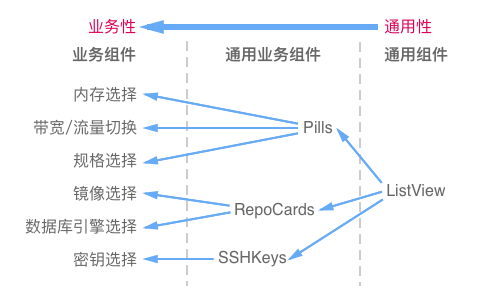 业务性 通用性
业务组件 通用业务组件 通用组件
内存选择
带宽/流量切换 Pills
规格选择
镜像选择 ListView
RepoCards
数据库引擎选择
密钥选择 SSHKeys